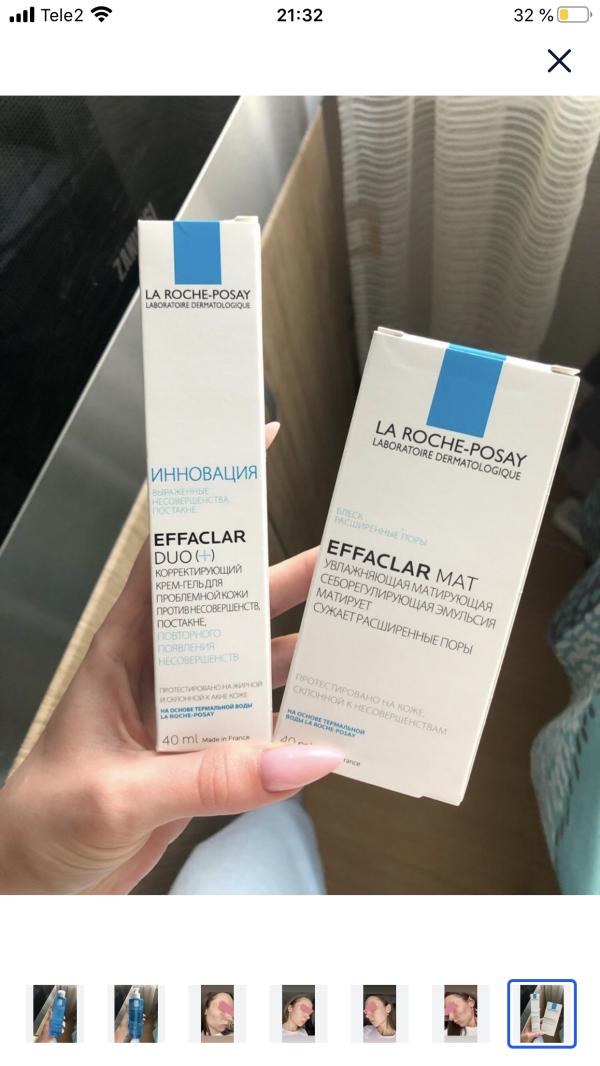 Tele2
21:32
32 %
LA ROCHE-POSAY
LABORATOIRE DERMATOLOGIQUE
ИННОВАЦИЯ
ВЫРАЖЕННЫЕ
НЕСОВЕРШЕНСТВА,
ПОСТАКНЕ
EFFACLAR
DUO (+)
КОРРЕКТИРУЮЩИЙ
КРЕМ-ГЕЛЬ ДЛЯ
ПРОБЛЕМНОЙ КОЖИ
ПРОТИВ НЕСОВЕРШЕНСТВ,
ПОСТАКНЕ,
ПОВТОРНОГО
ПОЯВЛЕНИЯ
НЕСОВЕРШЕНСТВ
ПРОТЕСТИРОВАНО НА ЖИРНОЙ
И СКЛОННОЙ К АКНЕ КОЖЕ
НА ОСНОВЕ ТЕРМАЛЬНОЙ ВОДЫ
LA ROCHE-POSAY
40 ml Made in France
LA ROCHE-POSAY
LABORATOIRE DERMATOLOGIQUE
БЛЕСК
РАСШИРЕННЫЕ ПОРЫ
EFFACLAR MAT
УВЛАЖНЯЮЩАЯ МАТИРУЮЩАЯ
СЕБОРЕГУЛИРУЮЩАЯ ЭМУЛЬСИЯ
МАТИРУЕТ
СУЖАЕТ РАСШИРЕННЫЕ ПОРЫ
ПРОТЕСТИРОВАНО НА КОЖЕ,
СКЛОННОЙ К НЕСОВЕРШЕНСТВАМ
НА ОСНОВЕ ТЕРМАЛЬНОЙ
ВОДЫ LA ROCHE-POSAY
40